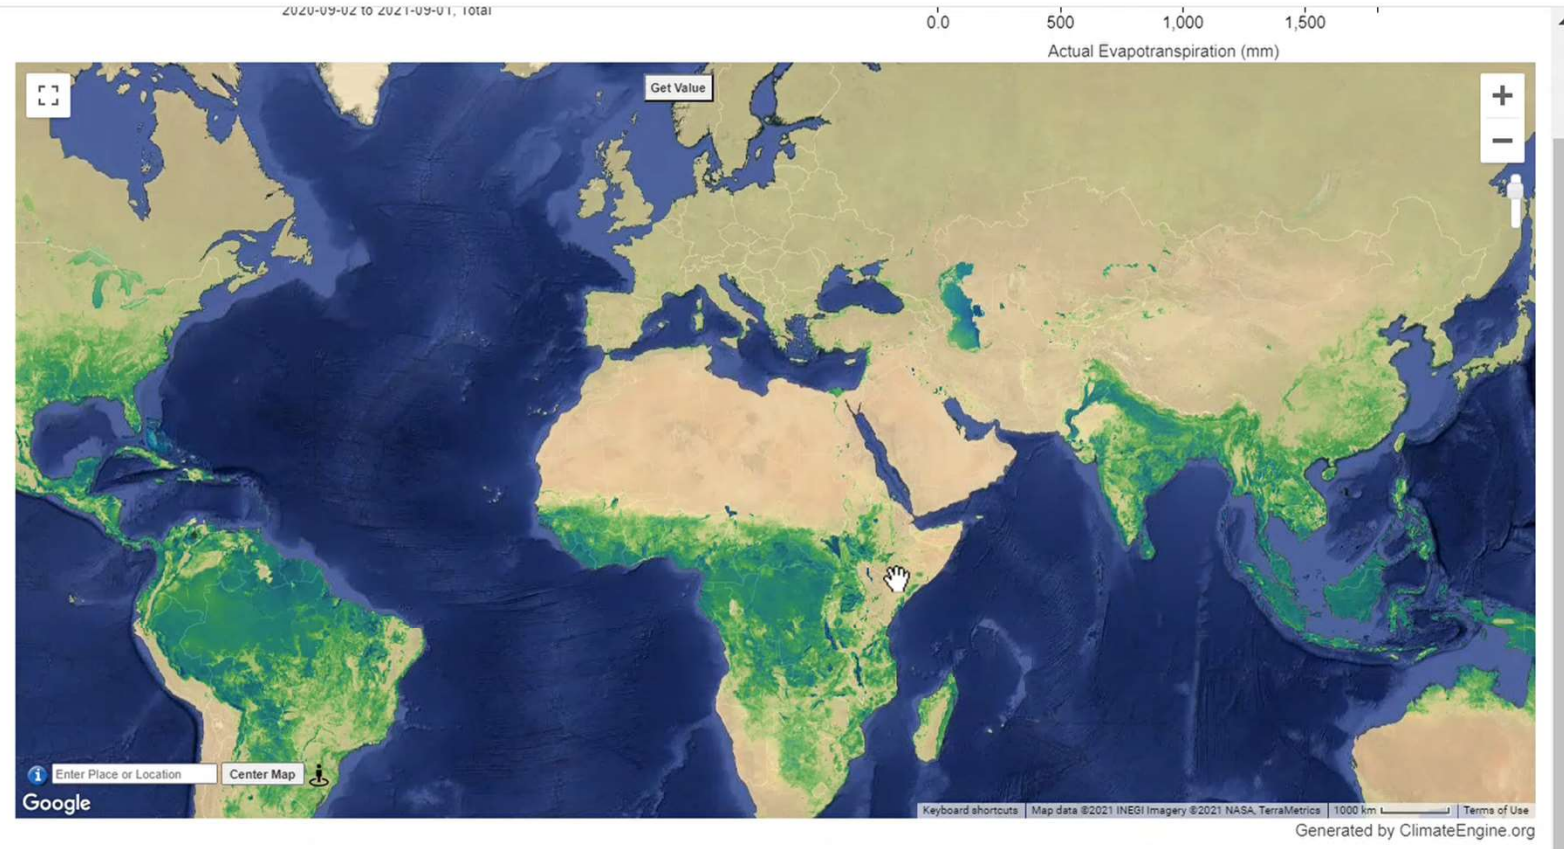 2020-09-02 to 2021-09-01, Total
0.0 500 1,000 1,500
Actual Evapotranspiration (mm)
Get Value
+
−
Enter Place or Location Center Map
Google
Keyboard shortcuts Map data ©2021 INEGI Imagery ©2021 NASA, TerraMetrics 1000 km Terms of Use
Generated by ClimateEngine.org